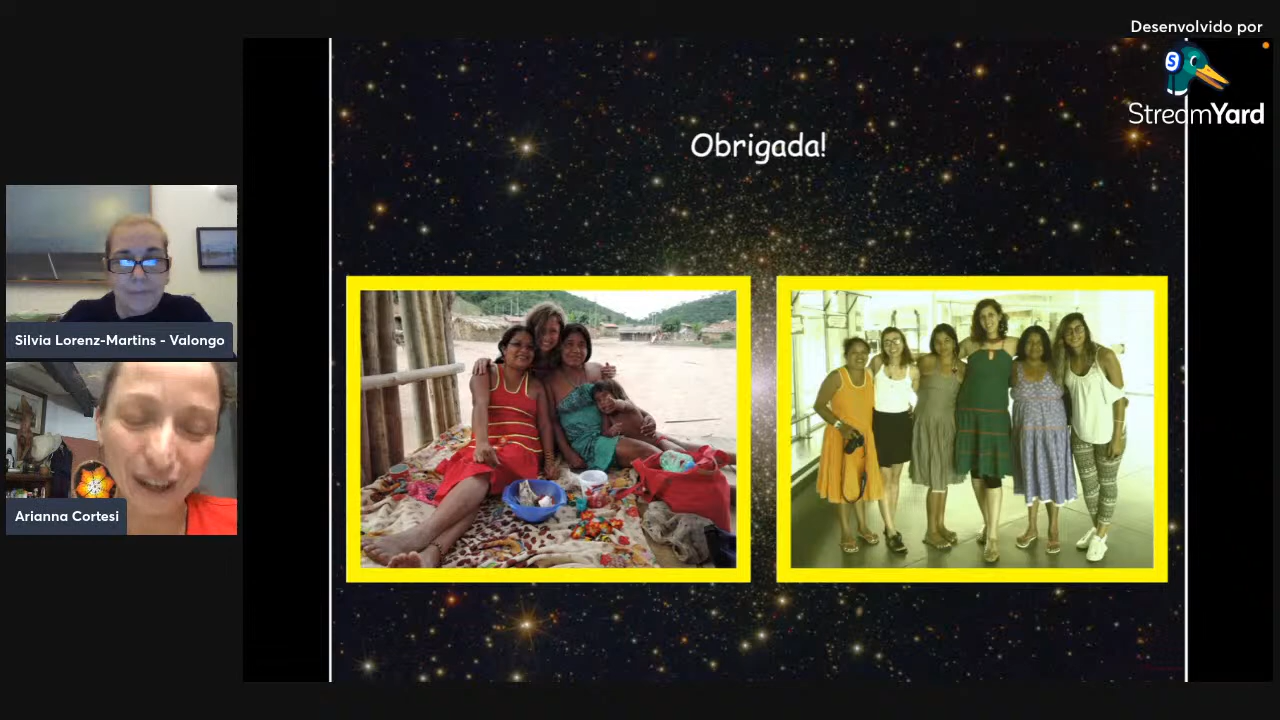 Desenvolvido por
StreamYard
Obrigada!
Silvia Lorenz-Martins - Valongo
Arianna Cortesi